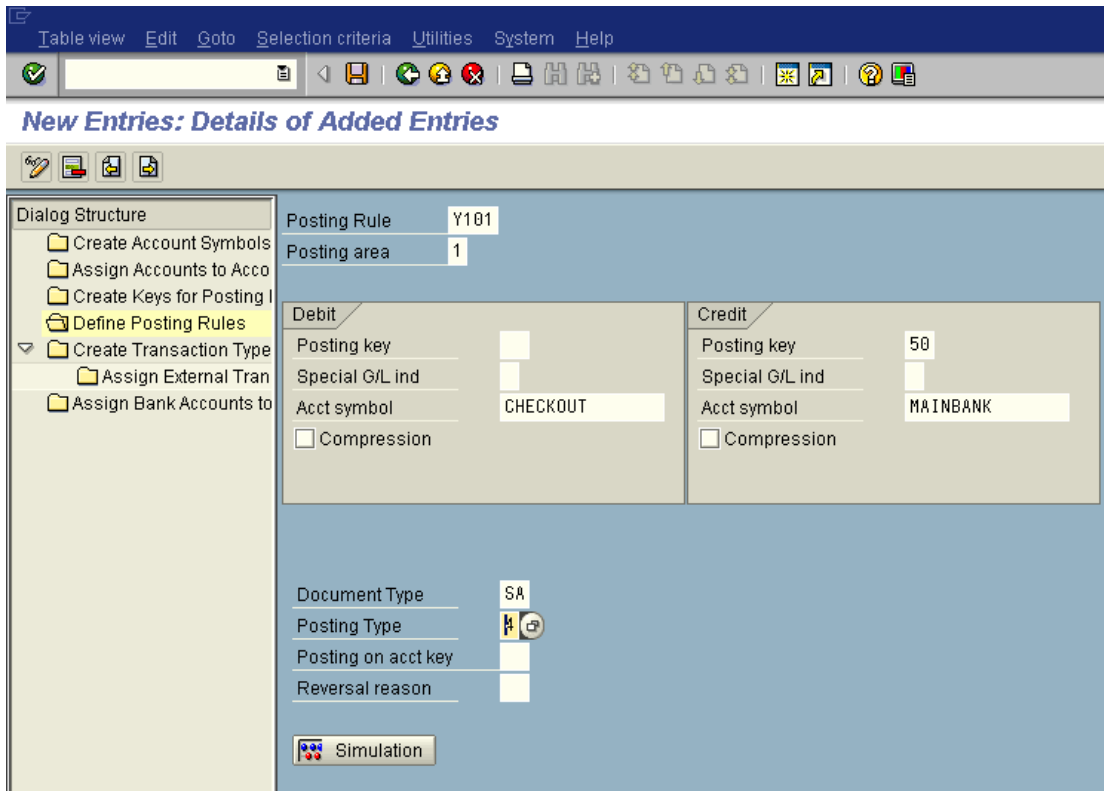 Table view Edit Goto Selection criteria Utilities System Help
New Entries: Details of Added Entries
Dialog Structure
Create Account Symbols
Assign Accounts to Acco
Create Keys for Posting
Define Posting Rules
Create Transaction Type
Assign External Tran
Assign Bank Accounts to
Posting Rule Y101
Posting area 1
Debit
Posting key
Special G/L ind
Acct symbol CHECKOUT
Compression
Credit
Posting key 50
Special G/L ind
Acct symbol MAINBANK
Compression
Document Type SA
Posting Type 4
Posting on acct key
Reversal reason
Simulation